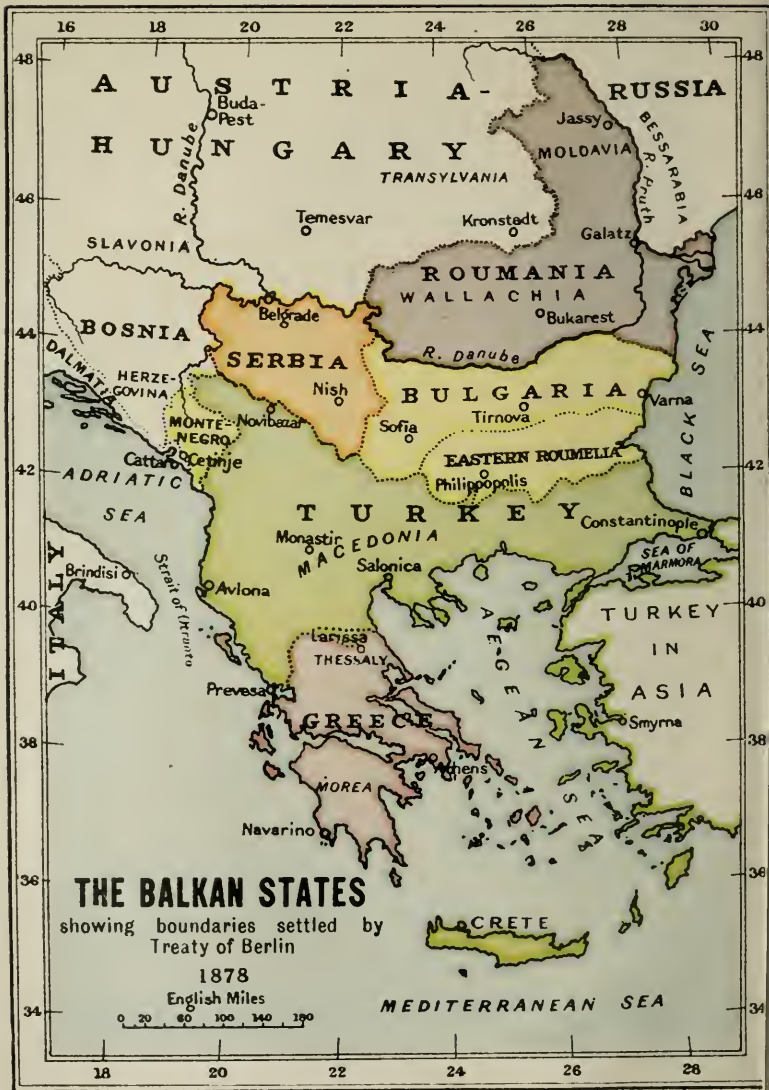 16 18 20 22 24 26 28 30
48 48
AUSTRIA-
HUNGARY
RUSSIA
Buda-
Pest
R. Danube
TRANSYLVANIA
Jassy
MOLDAVIA
BESSARABIA
R. Pruth
46 48
Temesvar
Kronstadt
Galatz
SLAVONIA
ROUMANIA
WALLACHIA
Bukarest
46
BOSNIA
Belgrade
44 44
R. Danube
SERBIA
DALMATIA
HERZE-
GOVINA
Nish
BULGARIA
Tirnova
Varna
BLACK SEA
MONTE-
NEGRO
Novibazar
Sofia
EASTERN ROUMELIA
Philippopolis
Cattaro
Cetinje
42 42
ADRIATIC
SEA
TURKEY
Constantinople
Monastir
MACEDONIA
SEA OF
MARMORA
Salonica
ITALY
Brindisi
Strait of Otranto
Avlona
40 40
TURKEY
IN
ASIA
Larissa
THESSALY
AEGEAN
SEA
Prevesa
GREECE
Smyrna
38 38
Athens
MOREA
Navarino
36 36
THE BALKAN STATES
showing boundaries settled by
Treaty of Berlin
1878
English Miles
0 20 60 100 140 180
CRETE
34 34
MEDITERRANEAN SEA
18 20 22 24 26 28